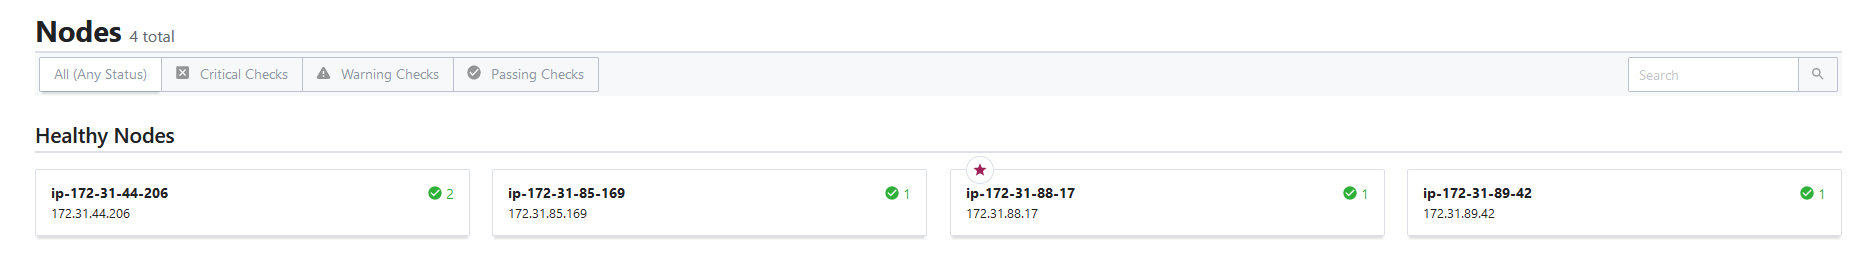 Nodes 4 total
All (Any Status) Critical Checks Warning Checks Passing Checks Search
Healthy Nodes
ip-172-31-44-206 2
172.31.44.206
ip-172-31-85-169 1
172.31.85.169
ip-172-31-88-17 1
172.31.88.17
ip-172-31-89-42 1
172.31.89.42